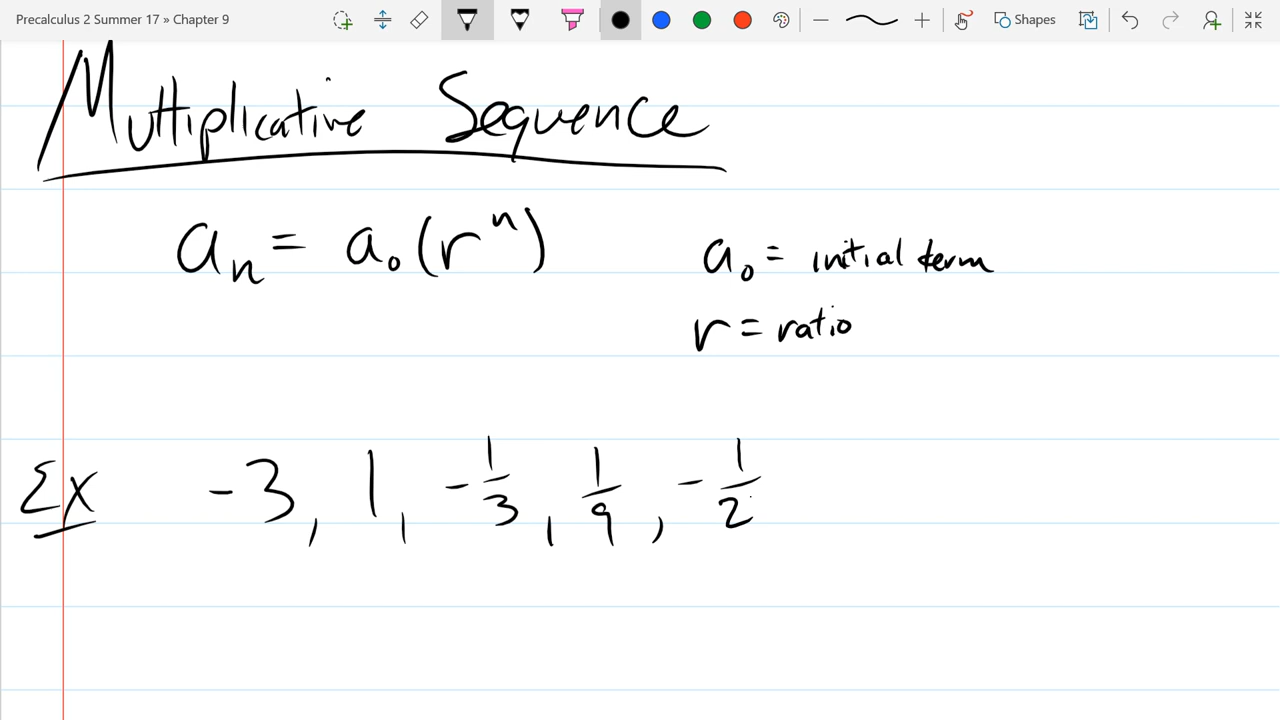 Precalculus 2 Summer 17 » Chapter 9
Shapes
Multiplicative Sequence
aₙ = a₀(rⁿ)
a₀ = initial term
r = ratio
Ex -3, 1, -1/3, 1/9, -1/2